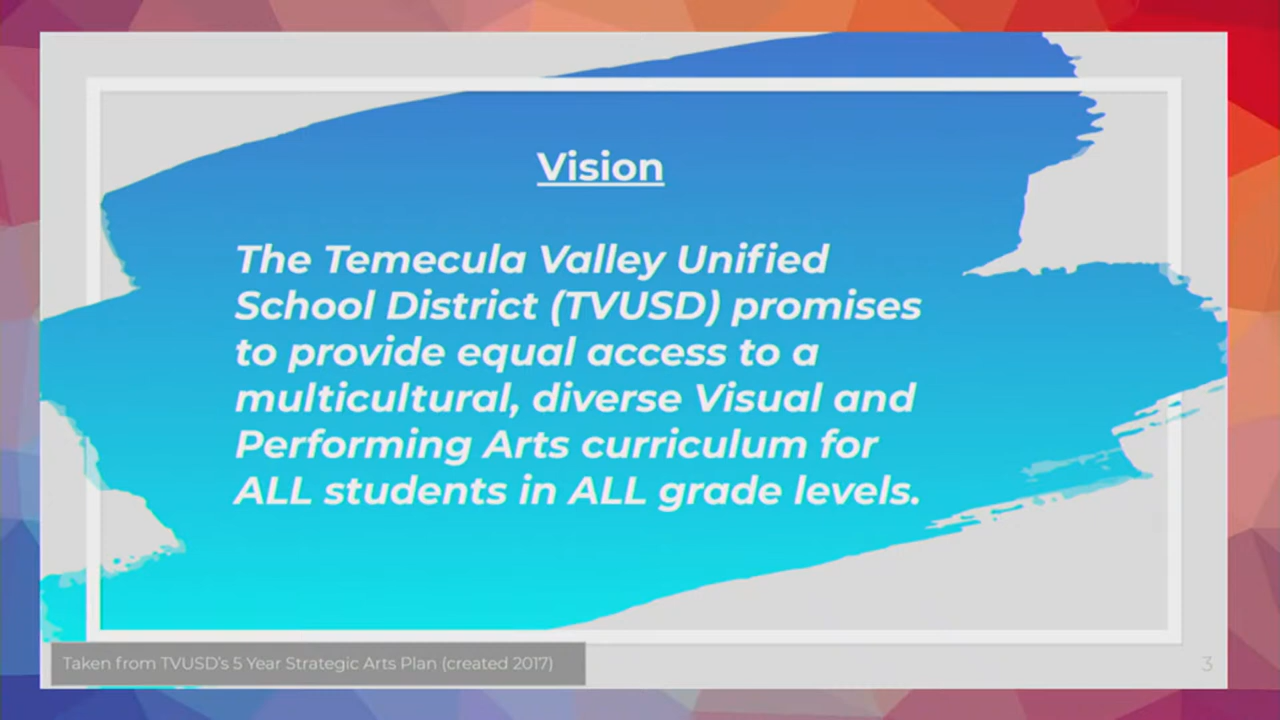 Vision
The Temecula Valley Unified
School District (TVUSD) promises
to provide equal access to a
multicultural, diverse Visual and
Performing Arts curriculum for
ALL students in ALL grade levels.
Taken from TVUSD's 5 Year Strategic Arts Plan (created 2017)
3